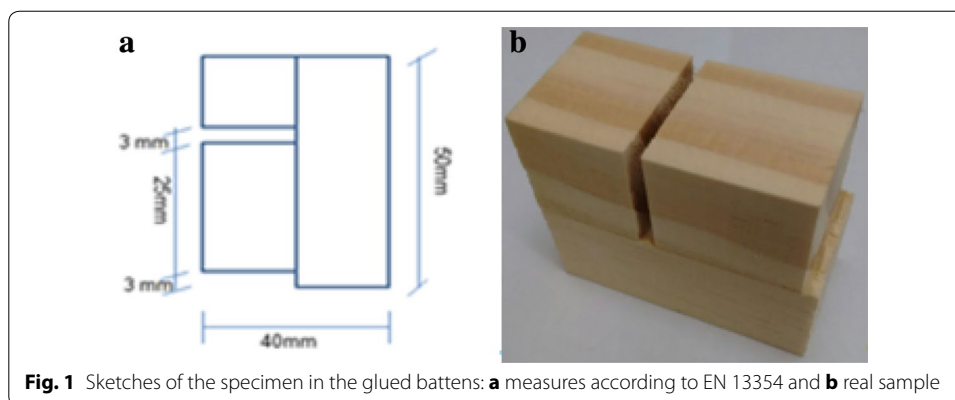 a
b
3 mm
25mm
3 mm
50mm
40mm
Fig. 1 Sketches of the specimen in the glued battens: a measures according to EN 13354 and b real sample